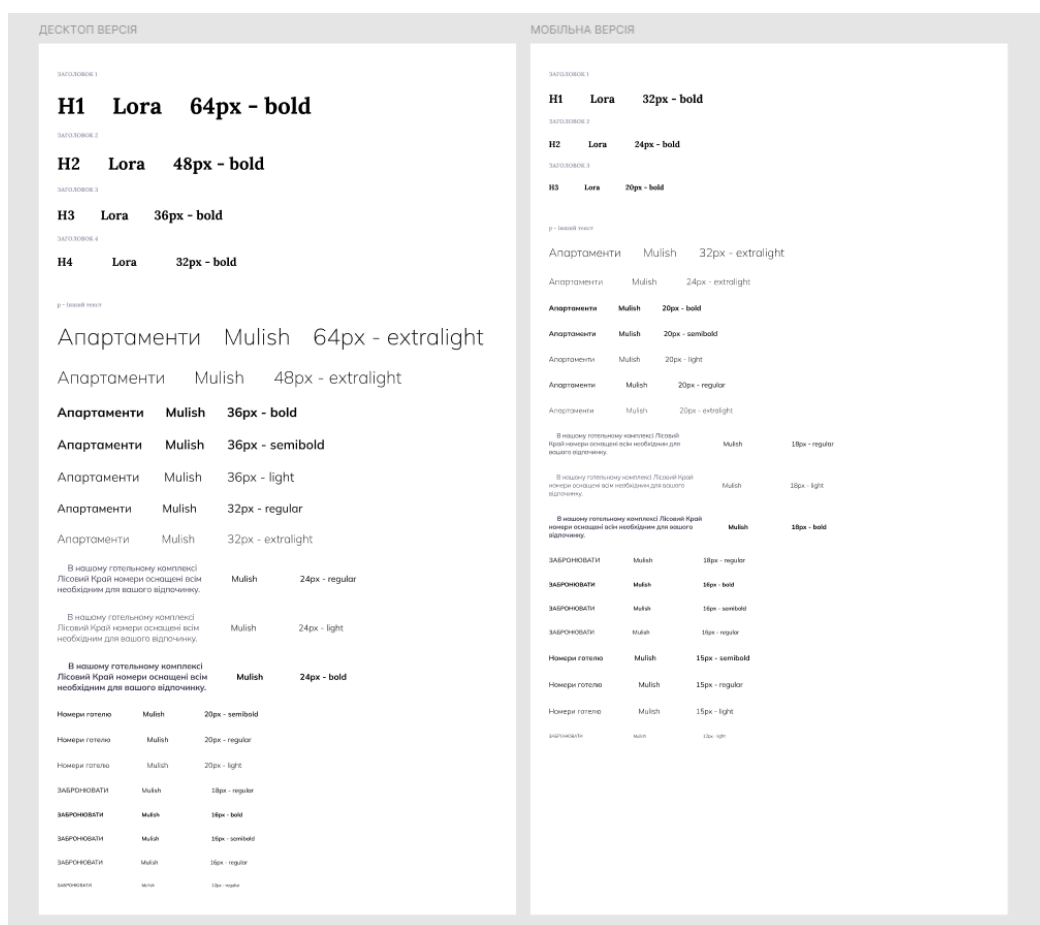 ДЕСКТОП ВЕРСІЯ
ЗАГОЛОВОК 1
H1 Lora 64px - bold
ЗАГОЛОВОК 2
H2 Lora 48px - bold
ЗАГОЛОВОК 3
H3 Lora 36px - bold
ЗАГОЛОВОК 4
H4 Lora 32px - bold
p - інший текст
Апартаменти Mulish 64px - extralight
Апартаменти Mulish 48px - extralight
Апартаменти Mulish 36px - bold
Апартаменти Mulish 36px - semibold
Апартаменти Mulish 36px - light
Апартаменти Mulish 32px - regular
Апартаменти Mulish 32px - extralight
В нашому готельному комплексі
Лісовий Край номери оснащені всім Mulish 24px - regular
необхідним для вашого відпочинку.
В нашому готельному комплексі
Лісовий Край номери оснащені всім Mulish 24px - light
необхідним для вашого відпочинку.
В нашому готельному комплексі
Лісовий Край номери оснащені всім Mulish 24px - bold
необхідним для вашого відпочинку.
Номери готелю Mulish 20px - semibold
Номери готелю Mulish 20px - regular
Номери готелю Mulish 20px - light
ЗАБРОНЮВАТИ Mulish 18px - regular
ЗАБРОНЮВАТИ Mulish 16px - bold
ЗАБРОНЮВАТИ Mulish 16px - semibold
ЗАБРОНЮВАТИ Mulish 16px - regular
ЗАБРОНЮВАТИ Mulish 12px - regular
МОБІЛЬНА ВЕРСІЯ
ЗАГОЛОВОК 1
H1 Lora 32px - bold
ЗАГОЛОВОК 2
H2 Lora 24px - bold
ЗАГОЛОВОК 3
H3 Lora 20px - bold
p - інший текст
Апартаменти Mulish 32px - extralight
Апартаменти Mulish 24px - extralight
Апартаменти Mulish 20px - bold
Апартаменти Mulish 20px - semibold
Апартаменти Mulish 20px - light
Апартаменти Mulish 20px - regular
Апартаменти Mulish 20px - extralight
В нашому готельному комплексі Лісовий
Край номери оснащені всім необхідним для Mulish 18px - regular
вашого відпочинку.
В нашому готельному комплексі Лісовий Край
номери оснащені всім необхідним для вашого Mulish 18px - light
відпочинку.
В нашому готельному комплексі Лісовий Край
номери оснащені всім необхідним для вашого Mulish 18px - bold
відпочинку.
ЗАБРОНЮВАТИ Mulish 18px - regular
ЗАБРОНЮВАТИ Mulish 16px - bold
ЗАБРОНЮВАТИ Mulish 16px - semibold
ЗАБРОНЮВАТИ Mulish 16px - regular
Номери готелю Mulish 15px - semibold
Номери готелю Mulish 15px - regular
Номери готелю Mulish 15px - light
ЗАБРОНЮВАТИ Mulish 12px - light